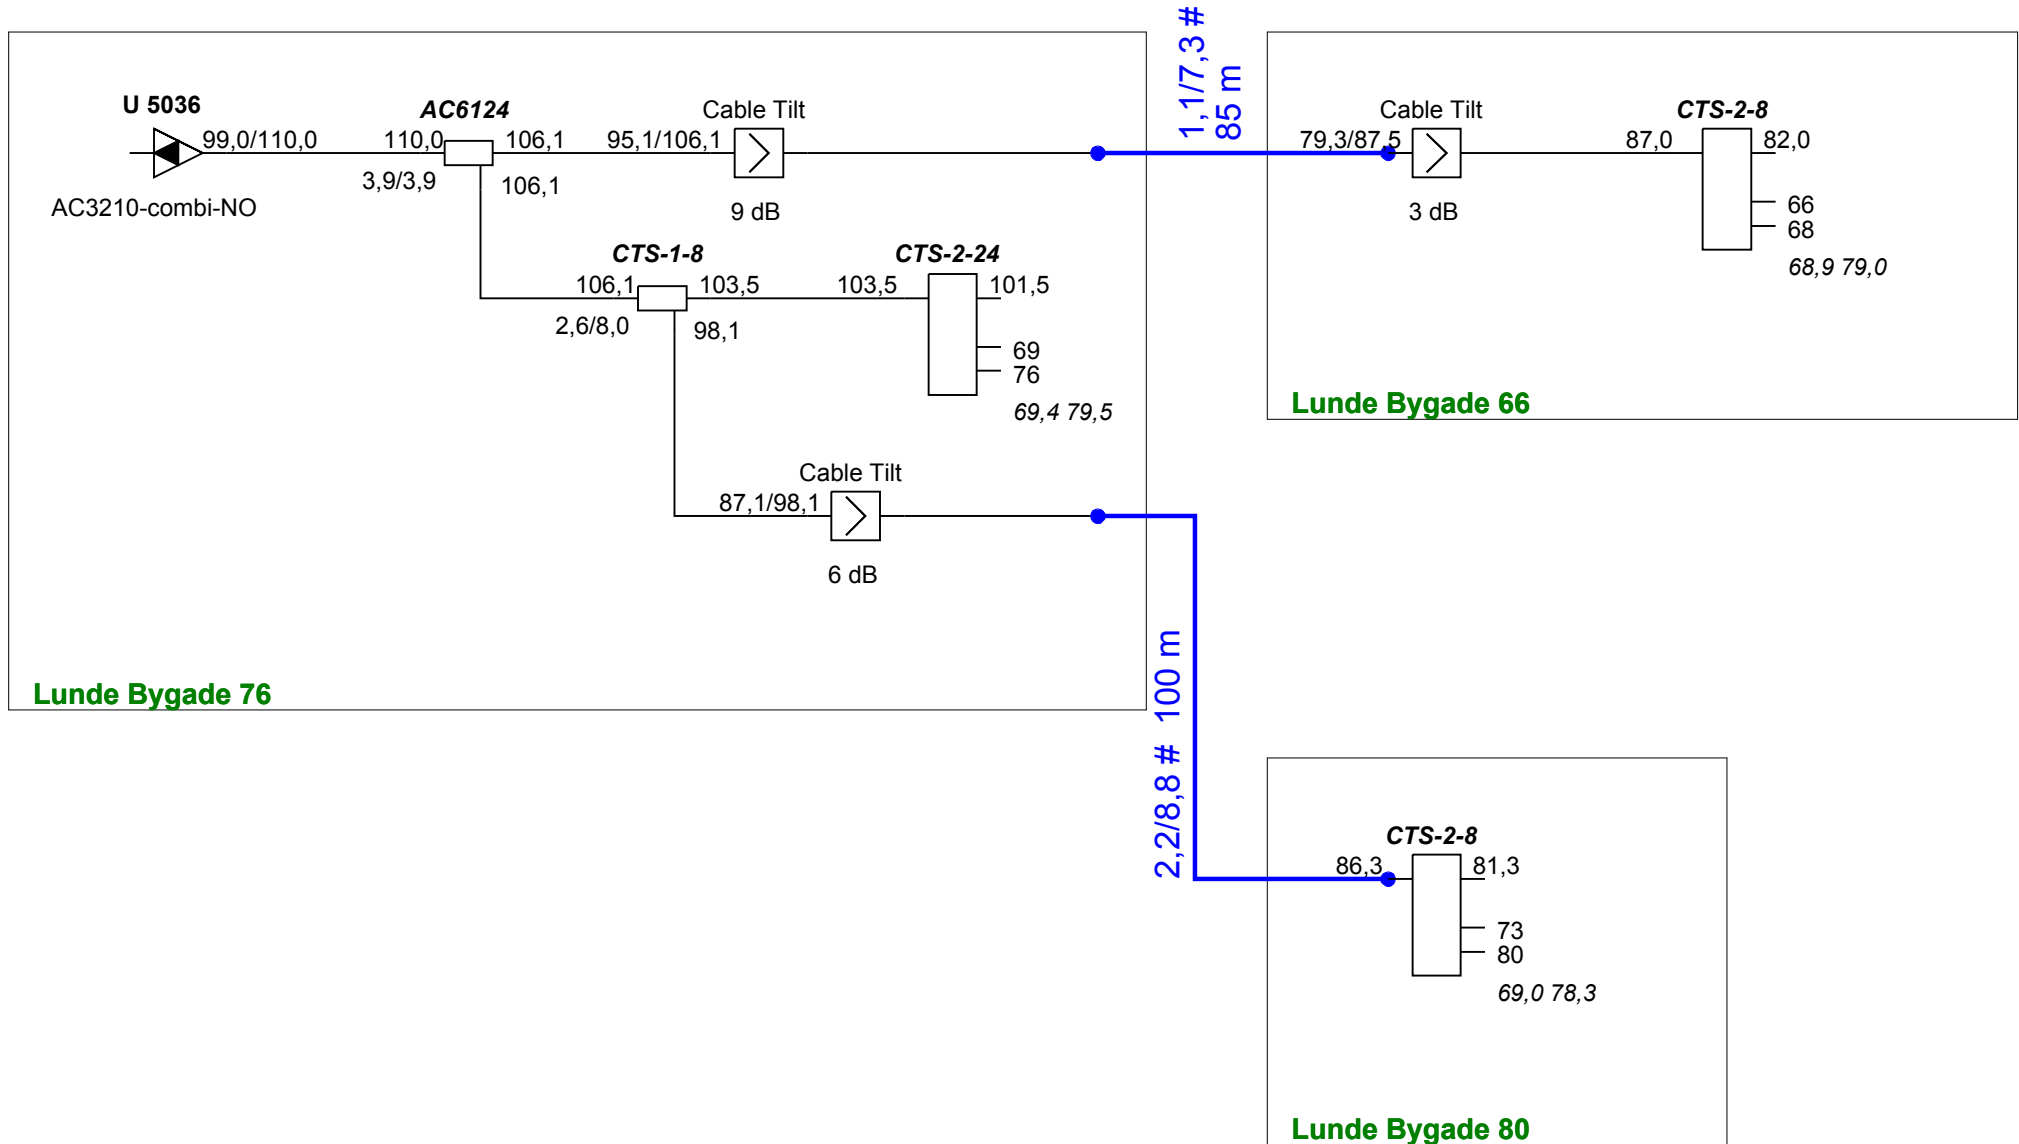 1,1/7,3 #
85 m
U 5036
AC6124
Cable Tilt
Cable Tilt
CTS-2-8
99,0/110,0
110,0
106,1
95,1/106,1
79,3/87,5
87,0
82,0
3,9/3,9
106,1
AC3210-combi-NO
9 dB
3 dB
66
68
68,9 79,0
CTS-1-8
CTS-2-24
106,1
103,5
103,5
101,5
2,6/8,0
98,1
69
76
69,4 79,5
Lunde Bygade 66
Cable Tilt
87,1/98,1
6 dB
Lunde Bygade 76
2,2/8,8 # 100 m
CTS-2-8
86,3
81,3
73
80
69,0 78,3
Lunde Bygade 80